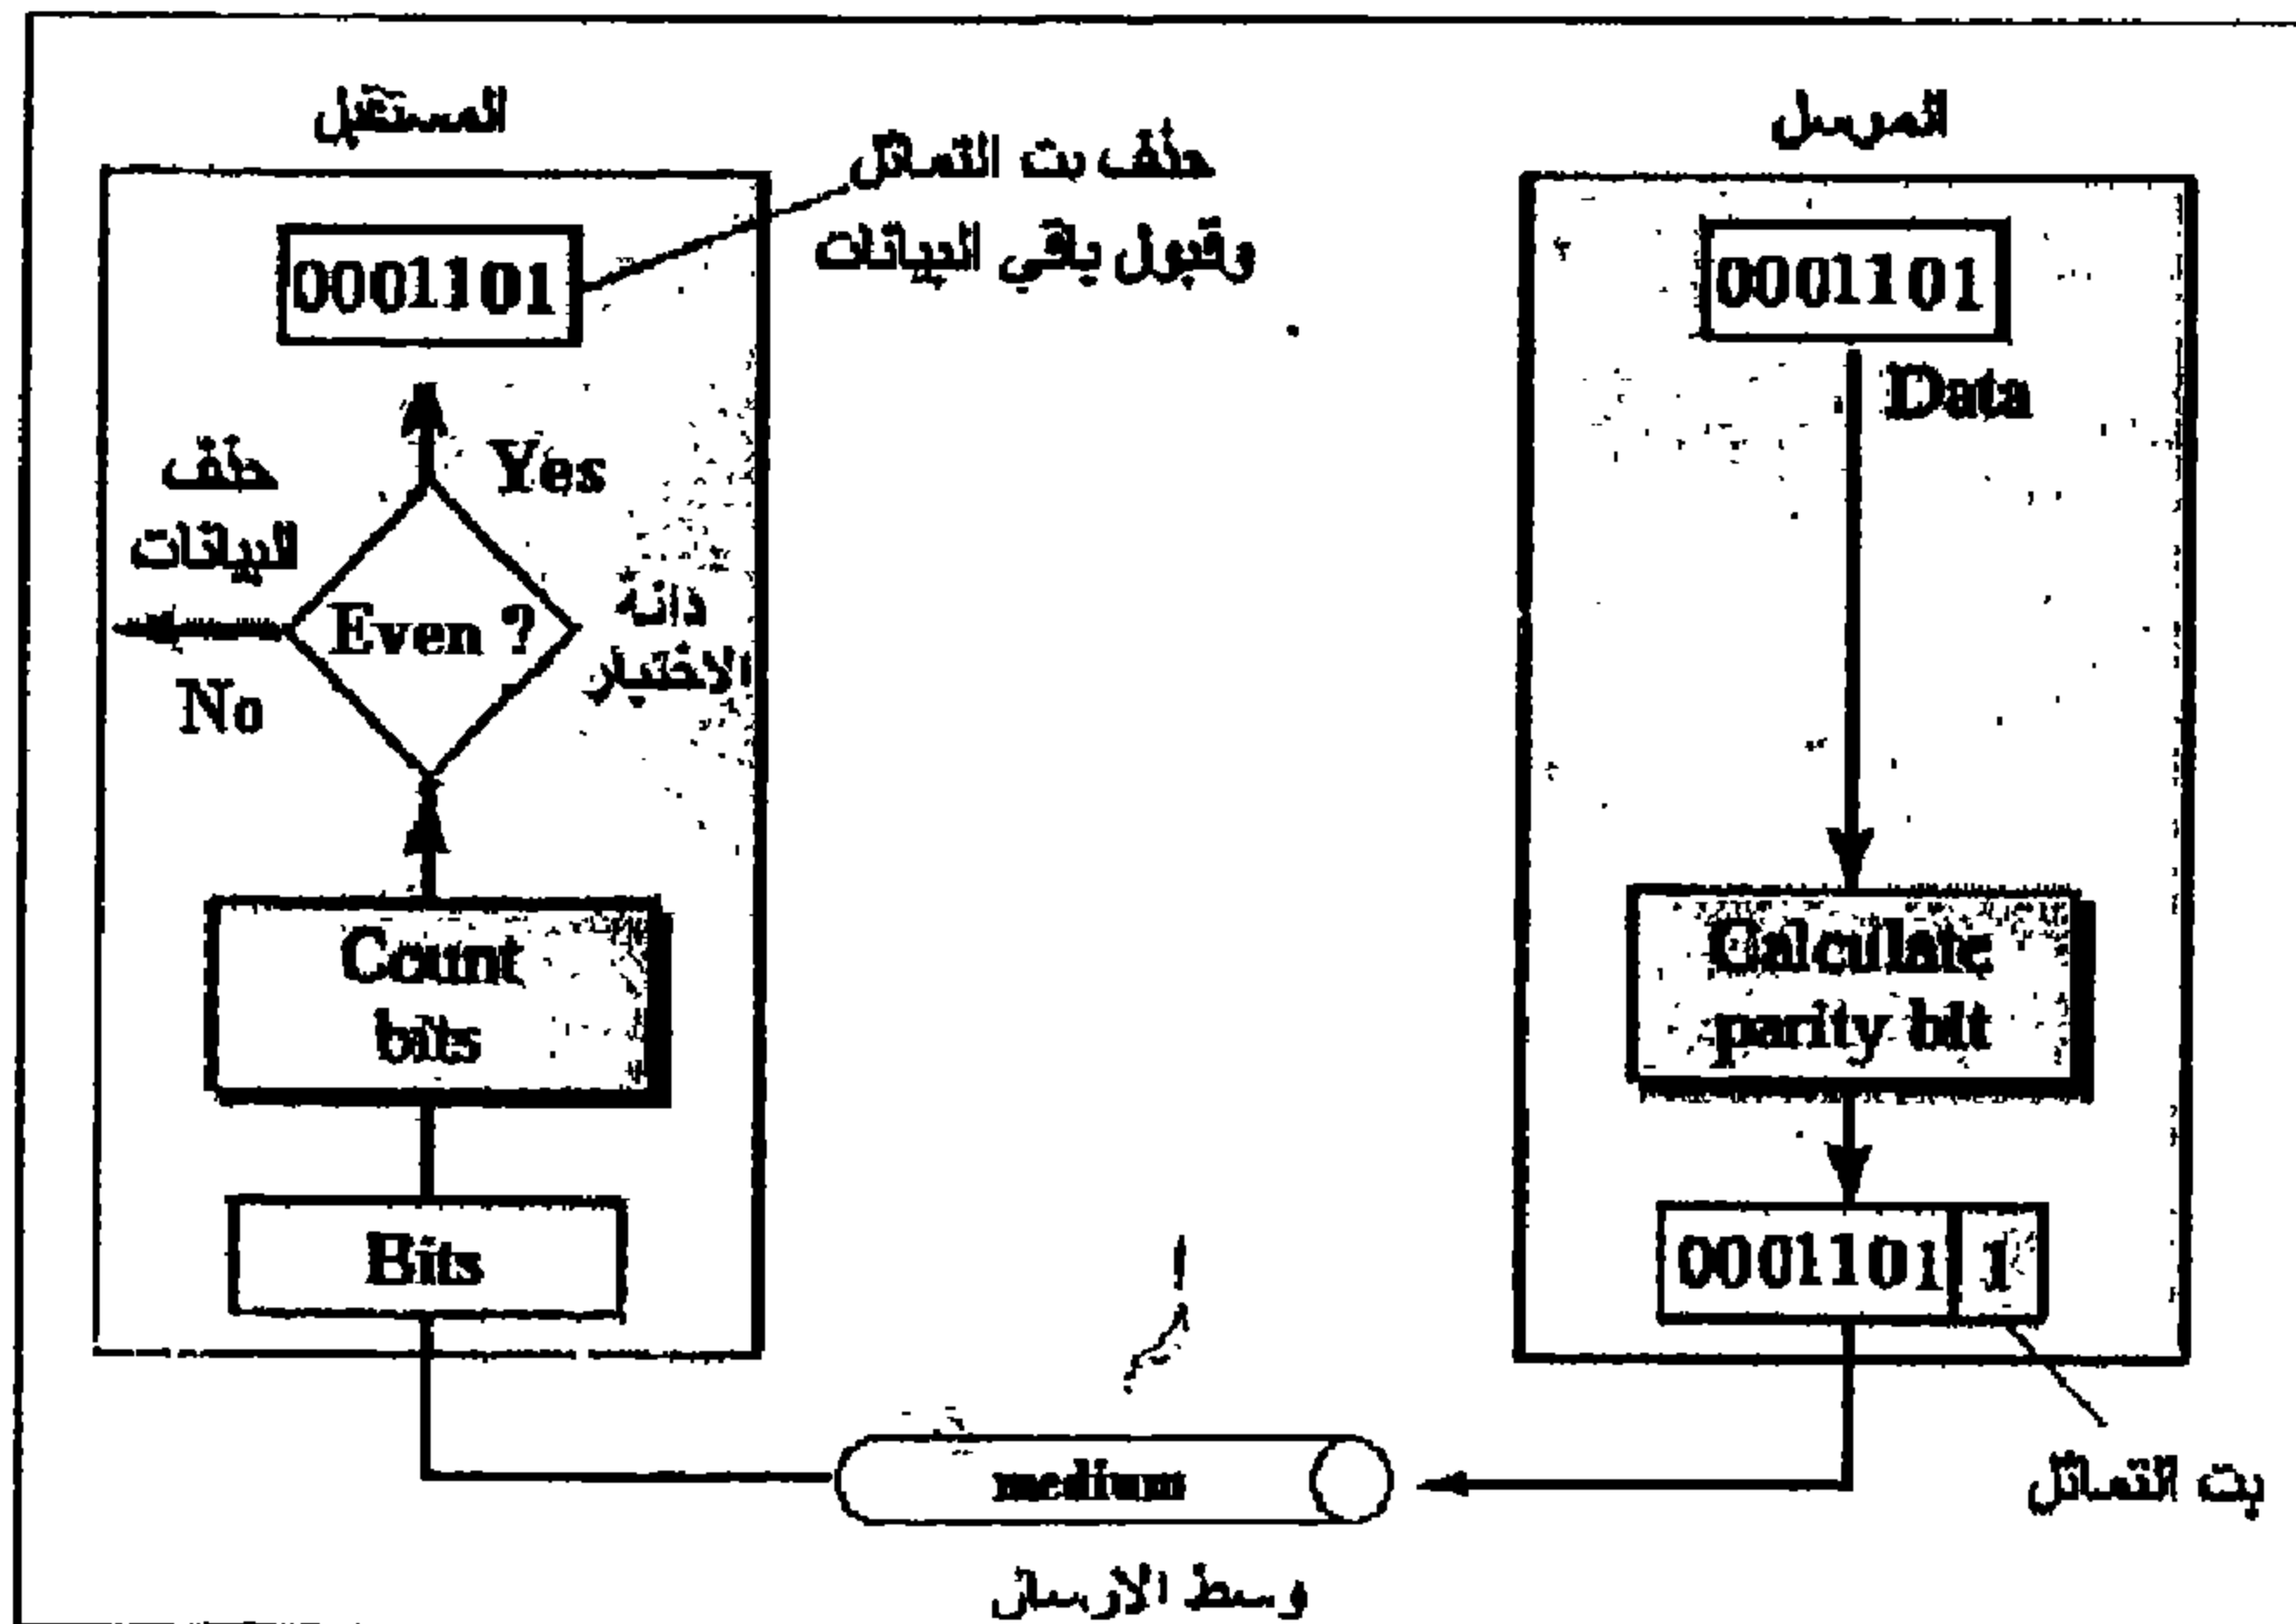 المرسل
0001101
Data
Calculate
parity bit
0001101 1
بت التماثل
medium
وسط الارسال
Bits
Count
bits
Even ?
دالة
الاختبار
No
حذف
البيانات
Yes
0001101
حذف بت التماثل
وقبول باقي البيانات
المستقبل